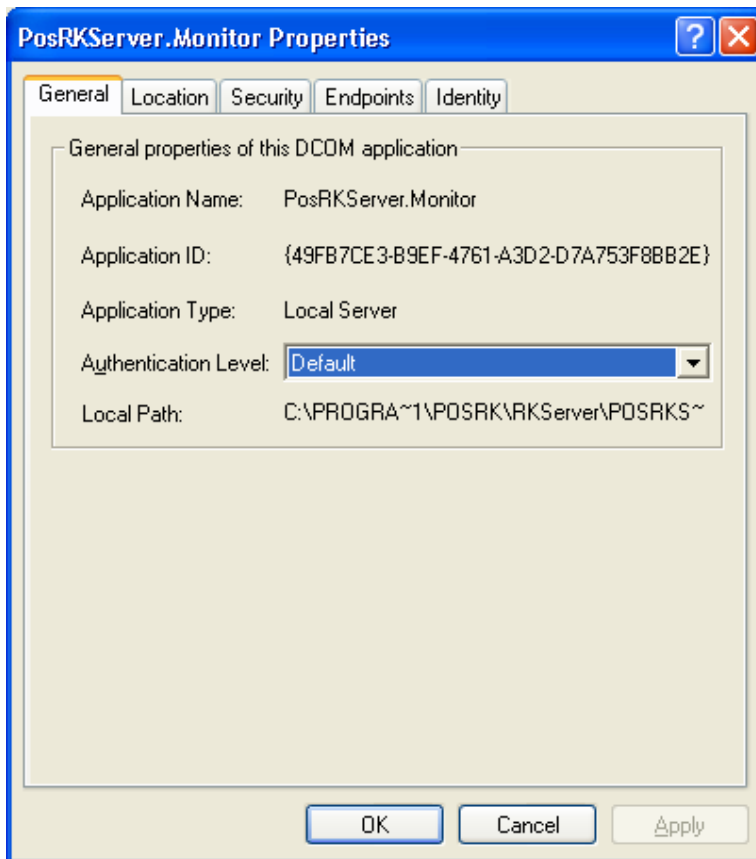 PosRKServer.Monitor Properties
General Location Security Endpoints Identity
General properties of this DCOM application
Application Name: PosRKServer.Monitor
Application ID: {49FB7CE3-B9EF-4761-A3D2-D7A753F8BB2E}
Application Type: Local Server
Authentication Level: Default
Local Path: C:\PROGRA~1\POSRK\RKServer\POSRKS~
OK Cancel Apply